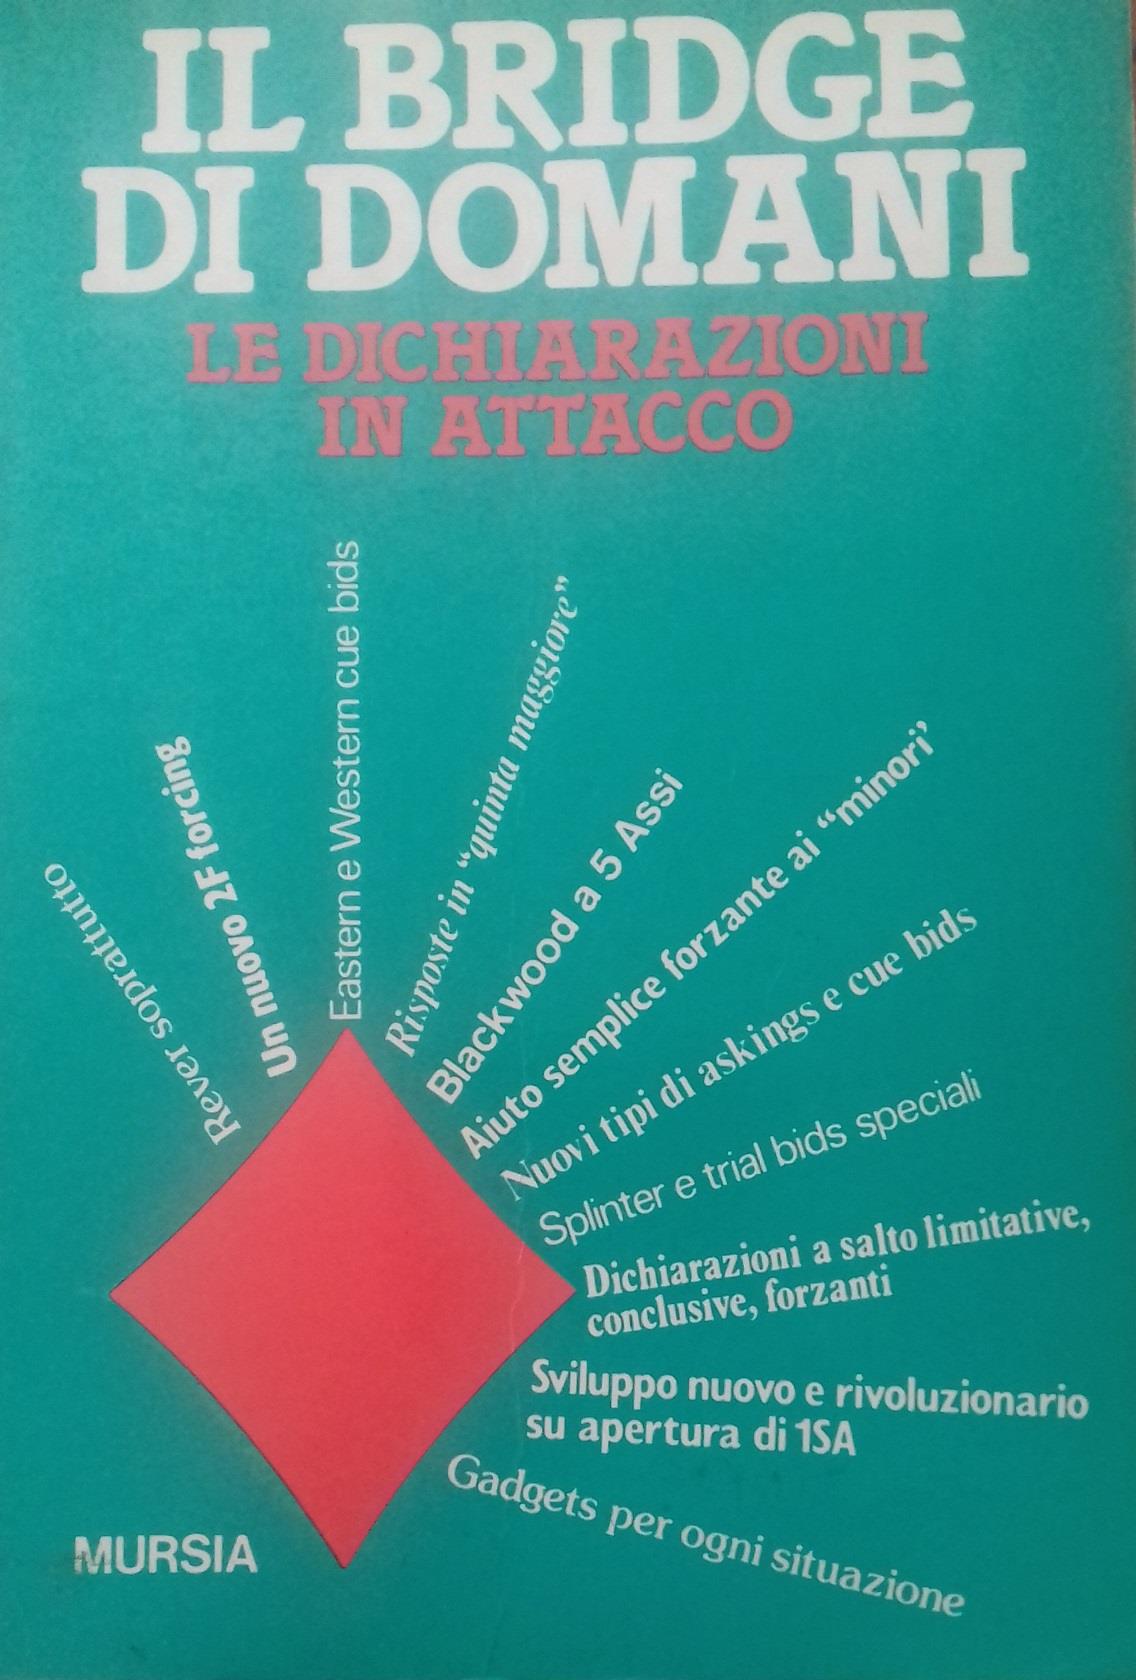 IL BRIDGE
DI DOMANI
LE DICHIARAZIONI
IN ATTACCO
Rever soprattutto
Un nuovo 2F forcing
Eastern e Western cue bids
Risposte in “quinta maggiore”
Blackwood a 5 Assi
Aiuto semplice forzante ai “minori’
Nuovi tipi di askings e cue bids
Splinter e trial bids speciali
Dichiarazioni a salto limitative,
conclusive, forzanti
Sviluppo nuovo e rivoluzionario
su apertura di 1SA
Gadgets per ogni situazione
MURSIA